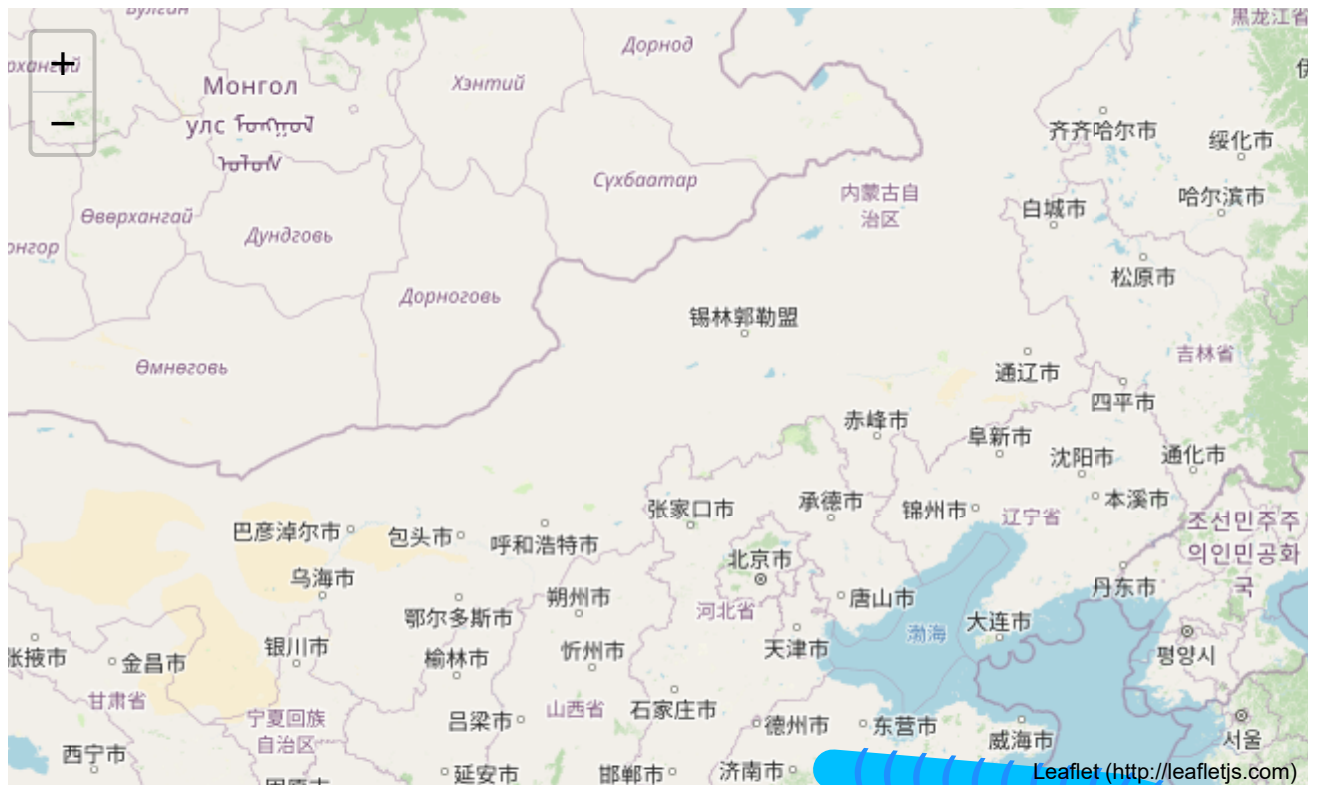 Булган
黑龙江省
Дорнод
рхангай
+
Хэнтий
Монгол
улс ᠮᠣᠩᠭᠣᠯ
ᠤᠯᠤᠰ
−
齐齐哈尔市
绥化市
Сүхбаатар
内蒙古自
治区
哈尔滨市
白城市
Өвөрхангай
Дундговь
онгор
松原市
Дорноговь
锡林郭勒盟
吉林省
Өмнөговь
通辽市
四平市
赤峰市
阜新市
沈阳市
通化市
张家口市
承德市
锦州市
本溪市
辽宁省
조선민주주
의인민공화
국
巴彦淖尔市
包头市
呼和浩特市
北京市
乌海市
丹东市
朔州市
唐山市
鄂尔多斯市
河北省
大连市
渤海
银川市
榆林市
忻州市
天津市
평양시
张掖市
金昌市
甘肃省
宁夏回族
自治区
吕梁市
山西省
石家庄市
德州市
东营市
威海市
서울
西宁市
延安市
邯郸市
济南市
Leaflet (http://leafletjs.com)